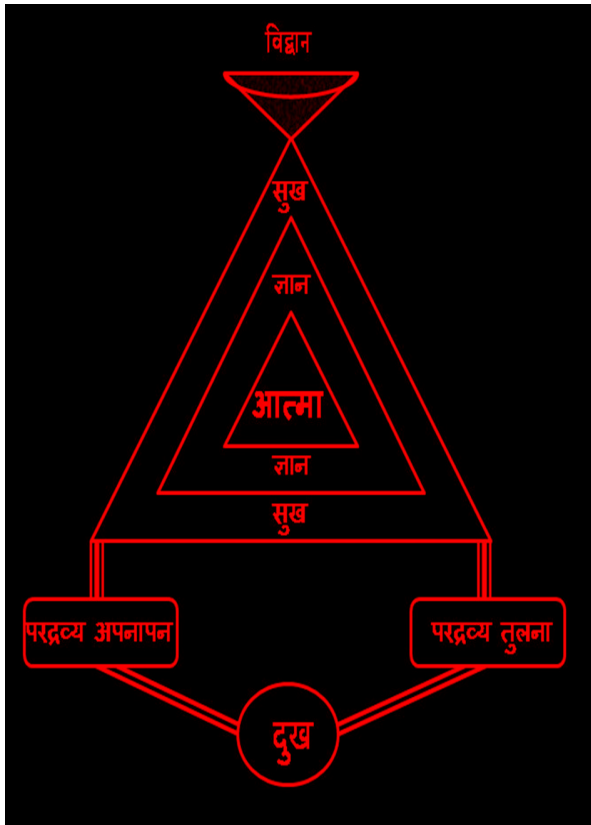 विद्वान
सुख
ज्ञान
आत्मा
ज्ञान
सुख
परद्रव्य अपनापन
परद्रव्य तुलना
दुख